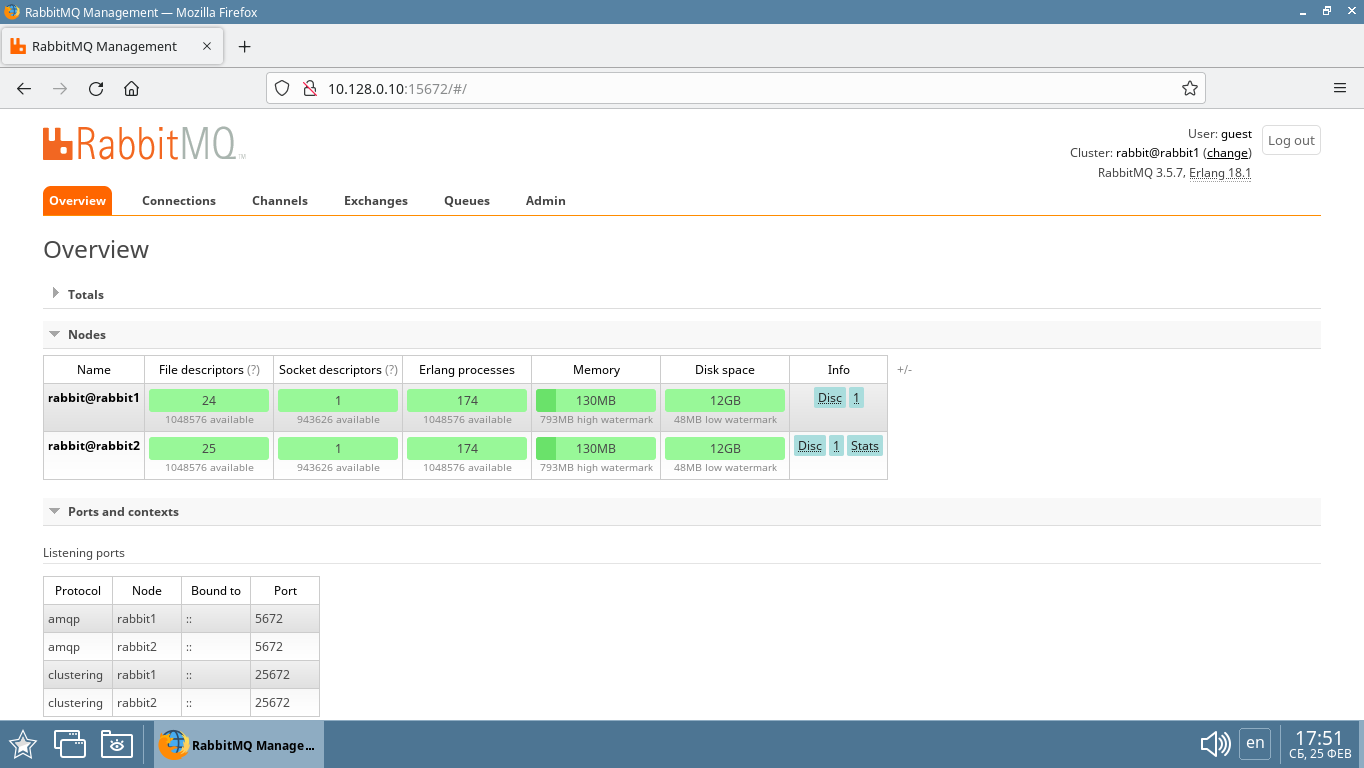 RabbitMQ Management — Mozilla Firefox
RabbitMQ Management
10.128.0.10:15672/#/
RabbitMQ™
User: guest
Log out
Cluster: rabbit@rabbit1 (change)
RabbitMQ 3.5.7, Erlang 18.1
Overview Connections Channels Exchanges Queues Admin
Overview
Totals
Nodes
Name File descriptors (?) Socket descriptors (?) Erlang processes Memory Disk space Info +/-
rabbit@rabbit1 24 1 174 130MB 12GB Disc 1
1048576 available 943626 available 1048576 available 793MB high watermark 48MB low watermark
rabbit@rabbit2 25 1 174 130MB 12GB Disc 1 Stats
1048576 available 943626 available 1048576 available 793MB high watermark 48MB low watermark
Ports and contexts
Listening ports
Protocol Node Bound to Port
amqp rabbit1 :: 5672
amqp rabbit2 :: 5672
clustering rabbit1 :: 25672
clustering rabbit2 :: 25672
RabbitMQ Manage... en 17:51
СБ, 25 ФЕВ